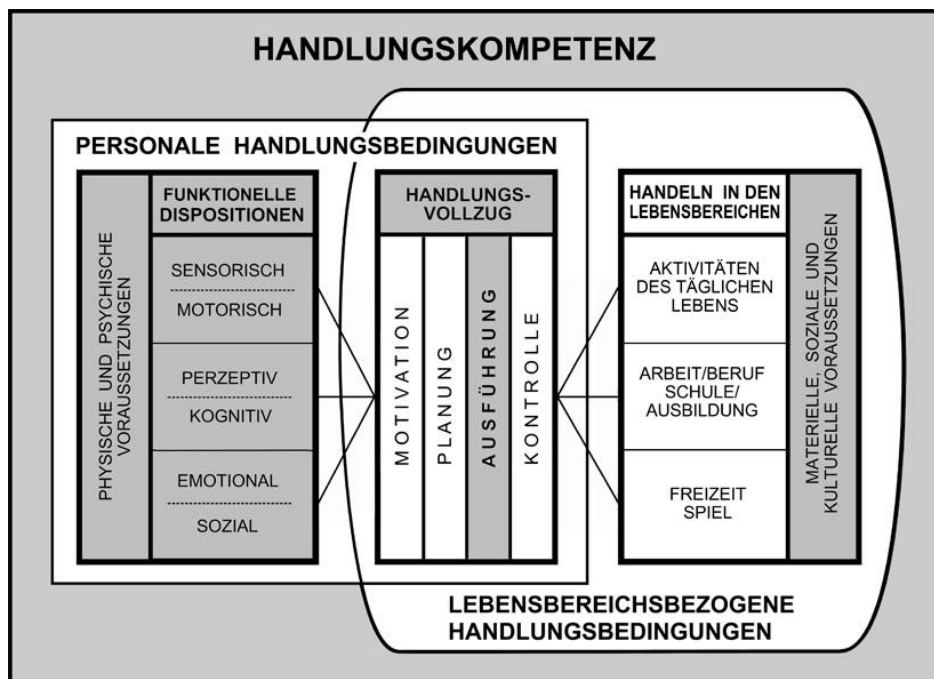 HANDLUNGSKOMPETENZ
PERSONALE HANDLUNGSBEDINGUNGEN
PHYSISCHE UND PSYCHISCHE
VORAUSSETZUNGEN
FUNKTIONELLE
DISPOSITIONEN
SENSORISCH
MOTORISCH
PERZEPTIV
KOGNITIV
EMOTIONAL
SOZIAL
HANDLUNGS-
VOLLZUG
MOTIVATION
PLANUNG
AUSFÜHRUNG
KONTROLLE
HANDELN IN DEN
LEBENSBEREICHEN
AKTIVITÄTEN
DES TÄGLICHEN
LEBENS
ARBEIT/BERUF
SCHULE/
AUSBILDUNG
FREIZEIT
SPIEL
MATERIELLE, SOZIALE UND
KULTURELLE VORAUSSETZUNGEN
LEBENSBEREICHSBEZOGENE
HANDLUNGSBEDINGUNGEN